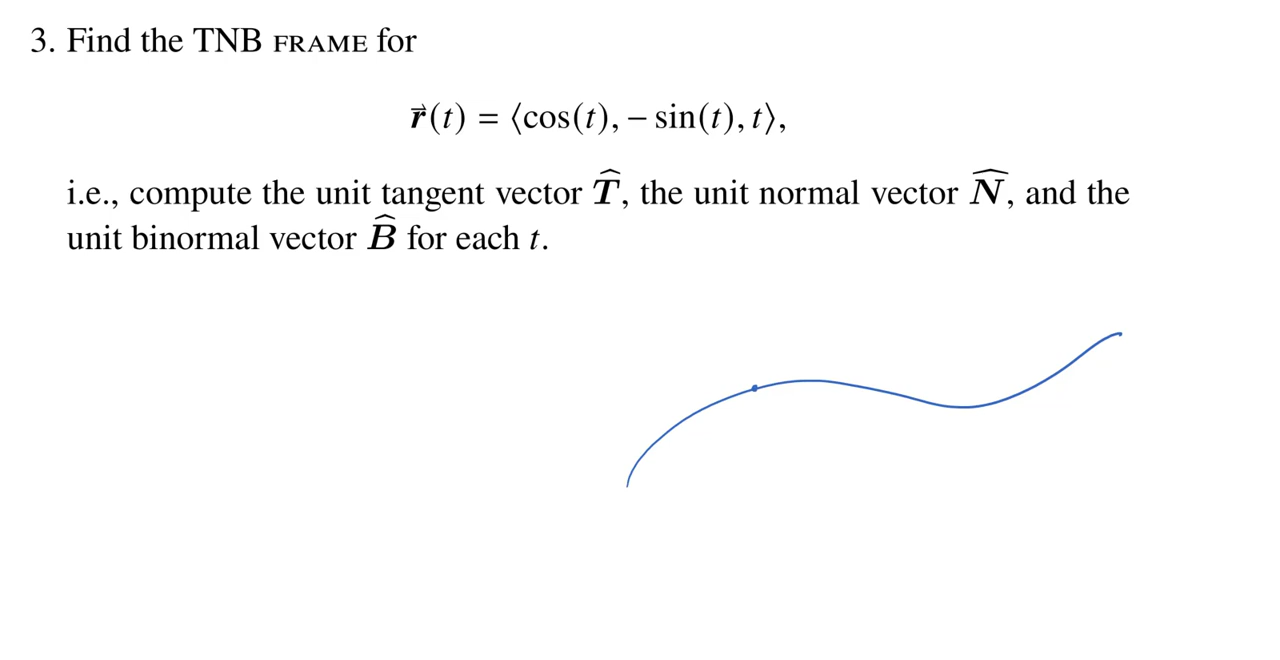 3. Find the TNB FRAME for
r⃗(t) = ⟨cos(t), − sin(t), t⟩,
i.e., compute the unit tangent vector T̂, the unit normal vector N̂, and the
unit binormal vector B̂ for each t.